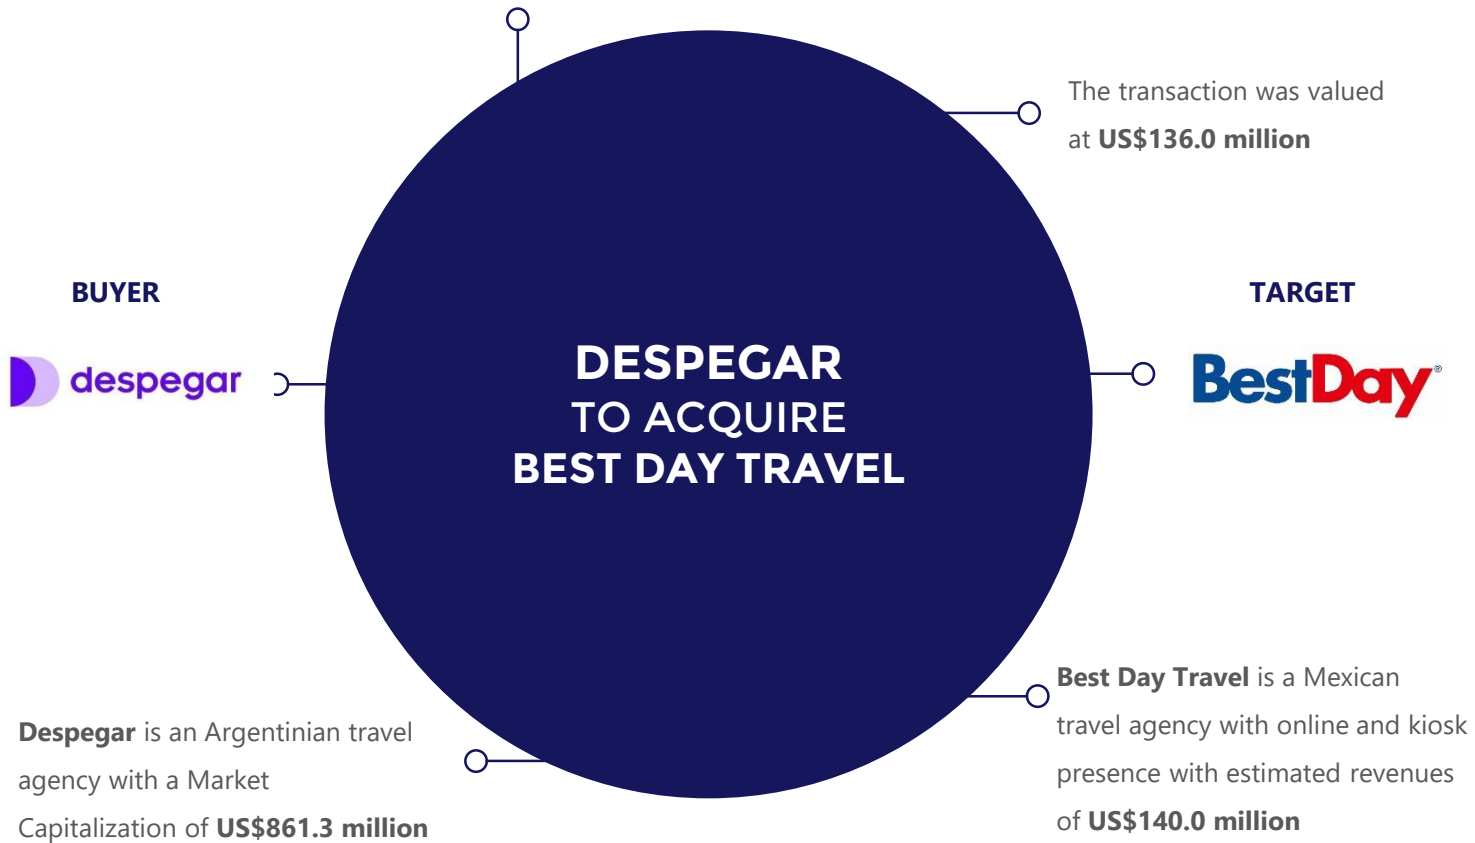 The transaction was valued
at US$136.0 million
BUYER
TARGET
despegar
BestDay®
DESPEGAR
TO ACQUIRE
BEST DAY TRAVEL
Despegar is an Argentinian travel
agency with a Market
Capitalization of US$861.3 million
Best Day Travel is a Mexican
travel agency with online and kiosk
presence with estimated revenues
of US$140.0 million